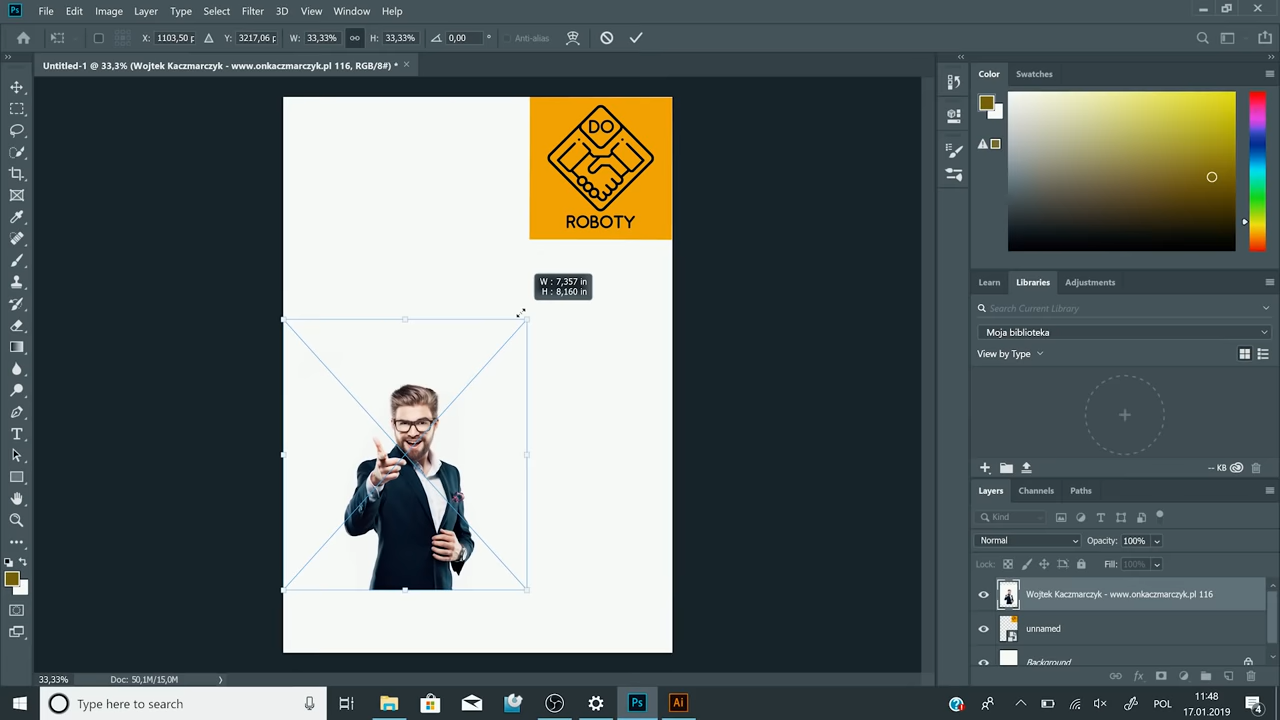 Ps File Edit Image Layer Type Select Filter 3D View Window Help
X: 1103,50 p Y: 3217,06 p W: 33,33% H: 33,33% 0,00 ° Anti-alias
Untitled-1 @ 33,3% (Wojtek Kaczmarczyk - www.onkaczmarczyk.pl 116, RGB/8#) *
Color Swatches
DO
ROBOTY
W : 7,357 in
H : 8,160 in
Learn Libraries Adjustments
Search Current Library
Moja biblioteka
View by Type
-- KB
Layers Channels Paths
Kind
Normal Opacity: 100%
Lock: Fill: 100%
Wojtek Kaczmarczyk - www.onkaczmarczyk.pl 116
unnamed
Background
33,33% Doc: 50,1M/15,0M
Type here to search
Ps Ai
POL
11:48
17.01.2019
4